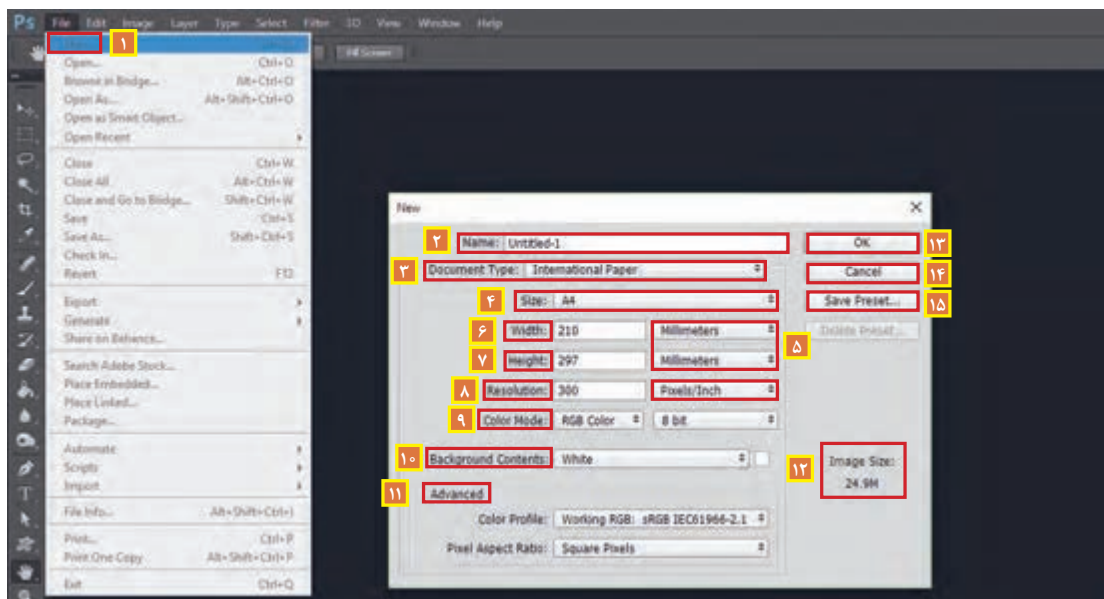 Ps File Edit Image Layer Type Select Filter 3D View Window Help
۱
Fill Screen
Open... Ctrl+O
Browse in Bridge... Alt+Ctrl+O
Open As... Alt+Shift+Ctrl+O
Open as Smart Object...
Open Recent
Close Ctrl+W
Close All Alt+Ctrl+W
Close and Go to Bridge... Shift+Ctrl+W
Save Ctrl+S
Save As... Shift+Ctrl+S
Check In...
Revert F12
Export
Generate
Share on Behance...
Search Adobe Stock...
Place Embedded...
Place Linked...
Package...
Automate
Scripts
Import
File Info... Alt+Shift+Ctrl+I
Print... Ctrl+P
Print One Copy Alt+Shift+Ctrl+P
Exit Ctrl+Q
New
۲ Name: Untitled-1 OK ۱۳
۳ Document Type: International Paper Cancel ۱۴
۴ Size: A4 Save Preset... ۱۵
۶ Width: 210 Millimeters Delete Preset...
۵
۷ Height: 297 Millimeters
۸ Resolution: 300 Pixels/Inch
۹ Color Mode: RGB Color 8 bit
۱۰ Background Contents: White
۱۲ Image Size:
24.9M
۱۱ Advanced
Color Profile: Working RGB: sRGB IEC61966-2.1
Pixel Aspect Ratio: Square Pixels